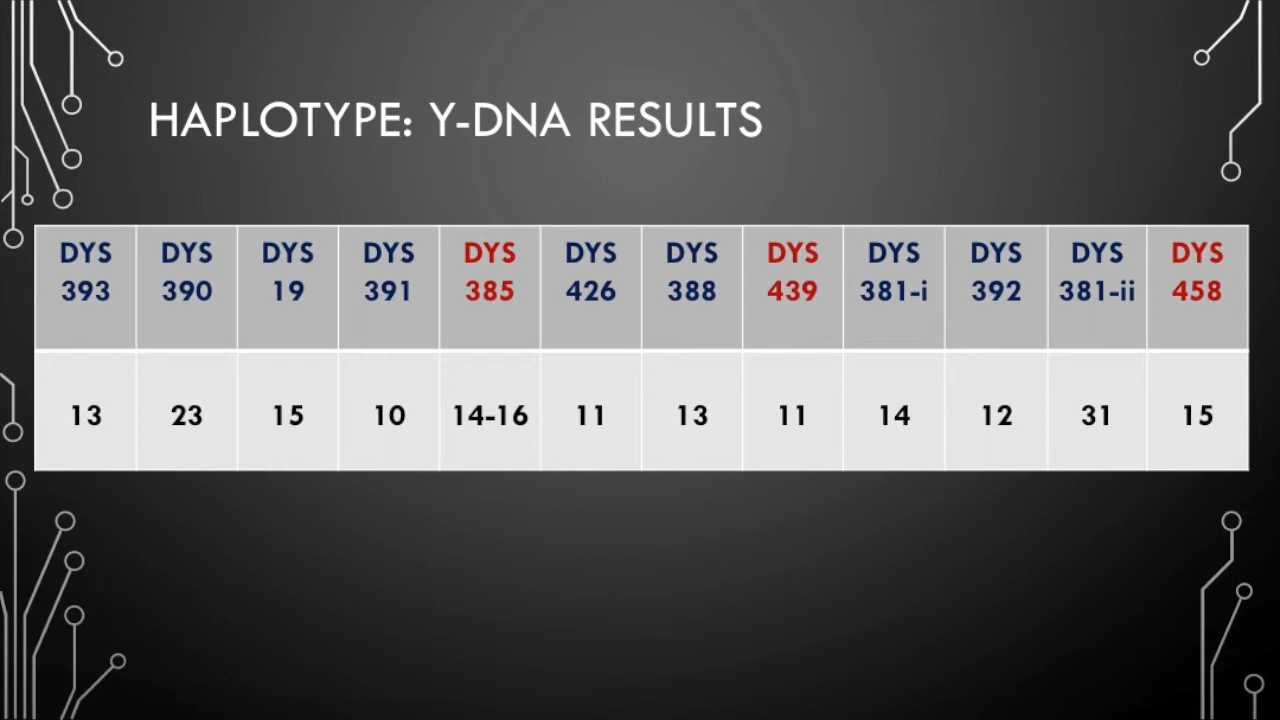 HAPLOTYPE: Y-DNA RESULTS
DYS DYS DYS DYS DYS DYS DYS DYS DYS DYS DYS DYS
393 390 19 391 385 426 388 439 381-i 392 381-ii 458
13 23 15 10 14-16 11 13 11 14 12 31 15